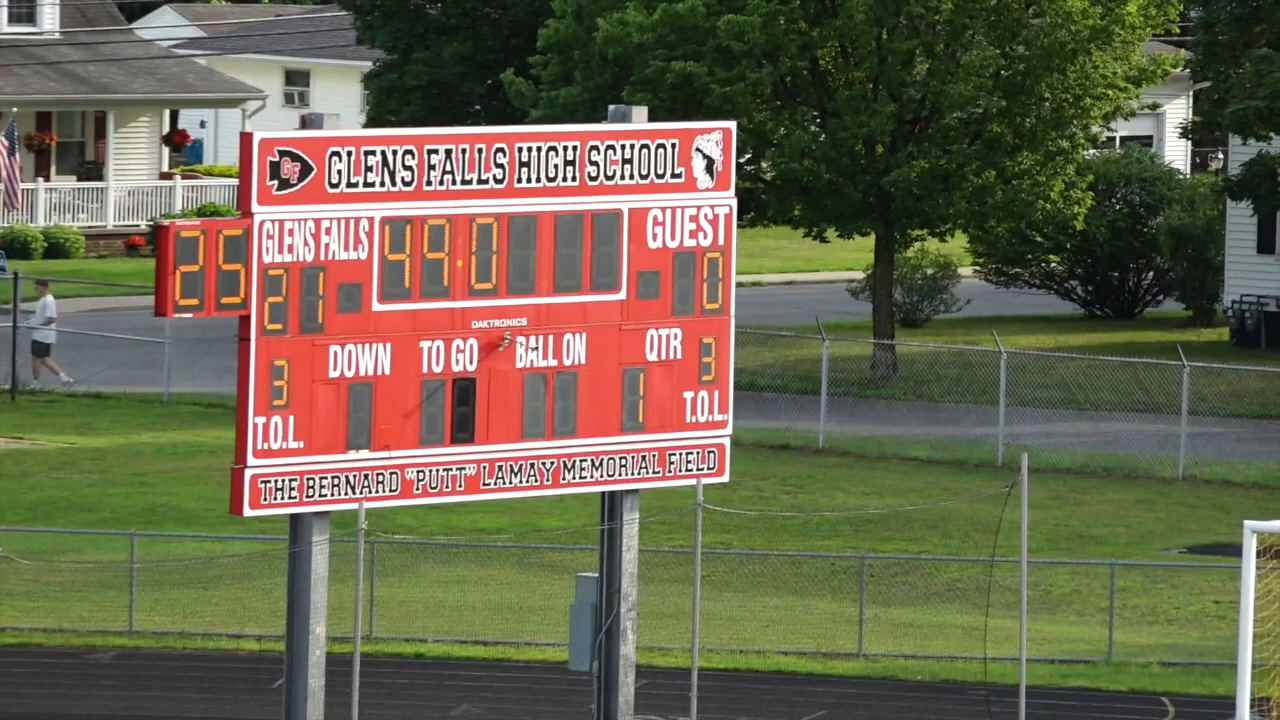 GF GLENS FALLS HIGH SCHOOL
25 GLENS FALLS 49.0 GUEST
21 0
DAKTRONICS
DOWN TO GO BALL ON QTR
3 1 3
T.O.L. T.O.L.
THE BERNARD "PUTT" LAMAY MEMORIAL FIELD